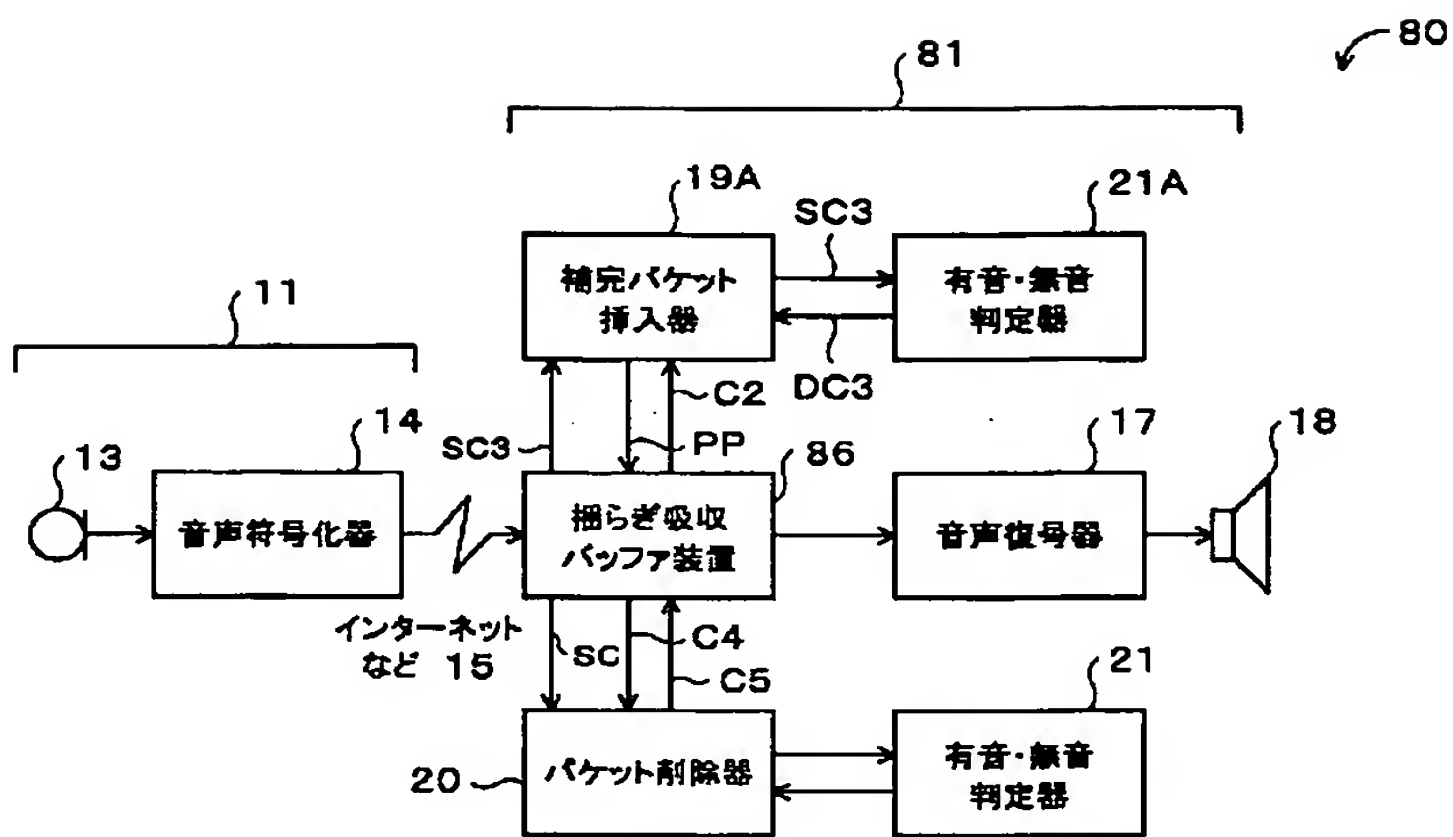 80
81
19A
SC3
21A
補完パケット
挿入器
有音・無音
判定器
11
DC3
C2
14
SC3
PP
86
17
18
13
音声符号化器
揺らぎ吸収
バッファ装置
音声復号器
インターネット
など 15
SC
C4
C5
21
20
パケット削除器
有音・無音
判定器